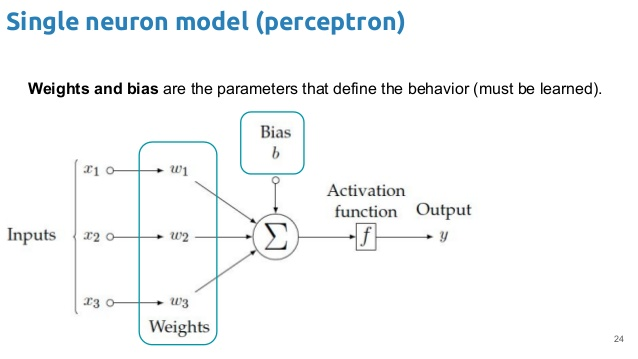 Single neuron model (perceptron)
Weights and bias are the parameters that define the behavior (must be learned).
Bias
b
x1
w1
Activation
function
Output
Inputs
x2
w2
Σ
f
y
x3
w3
Weights
24